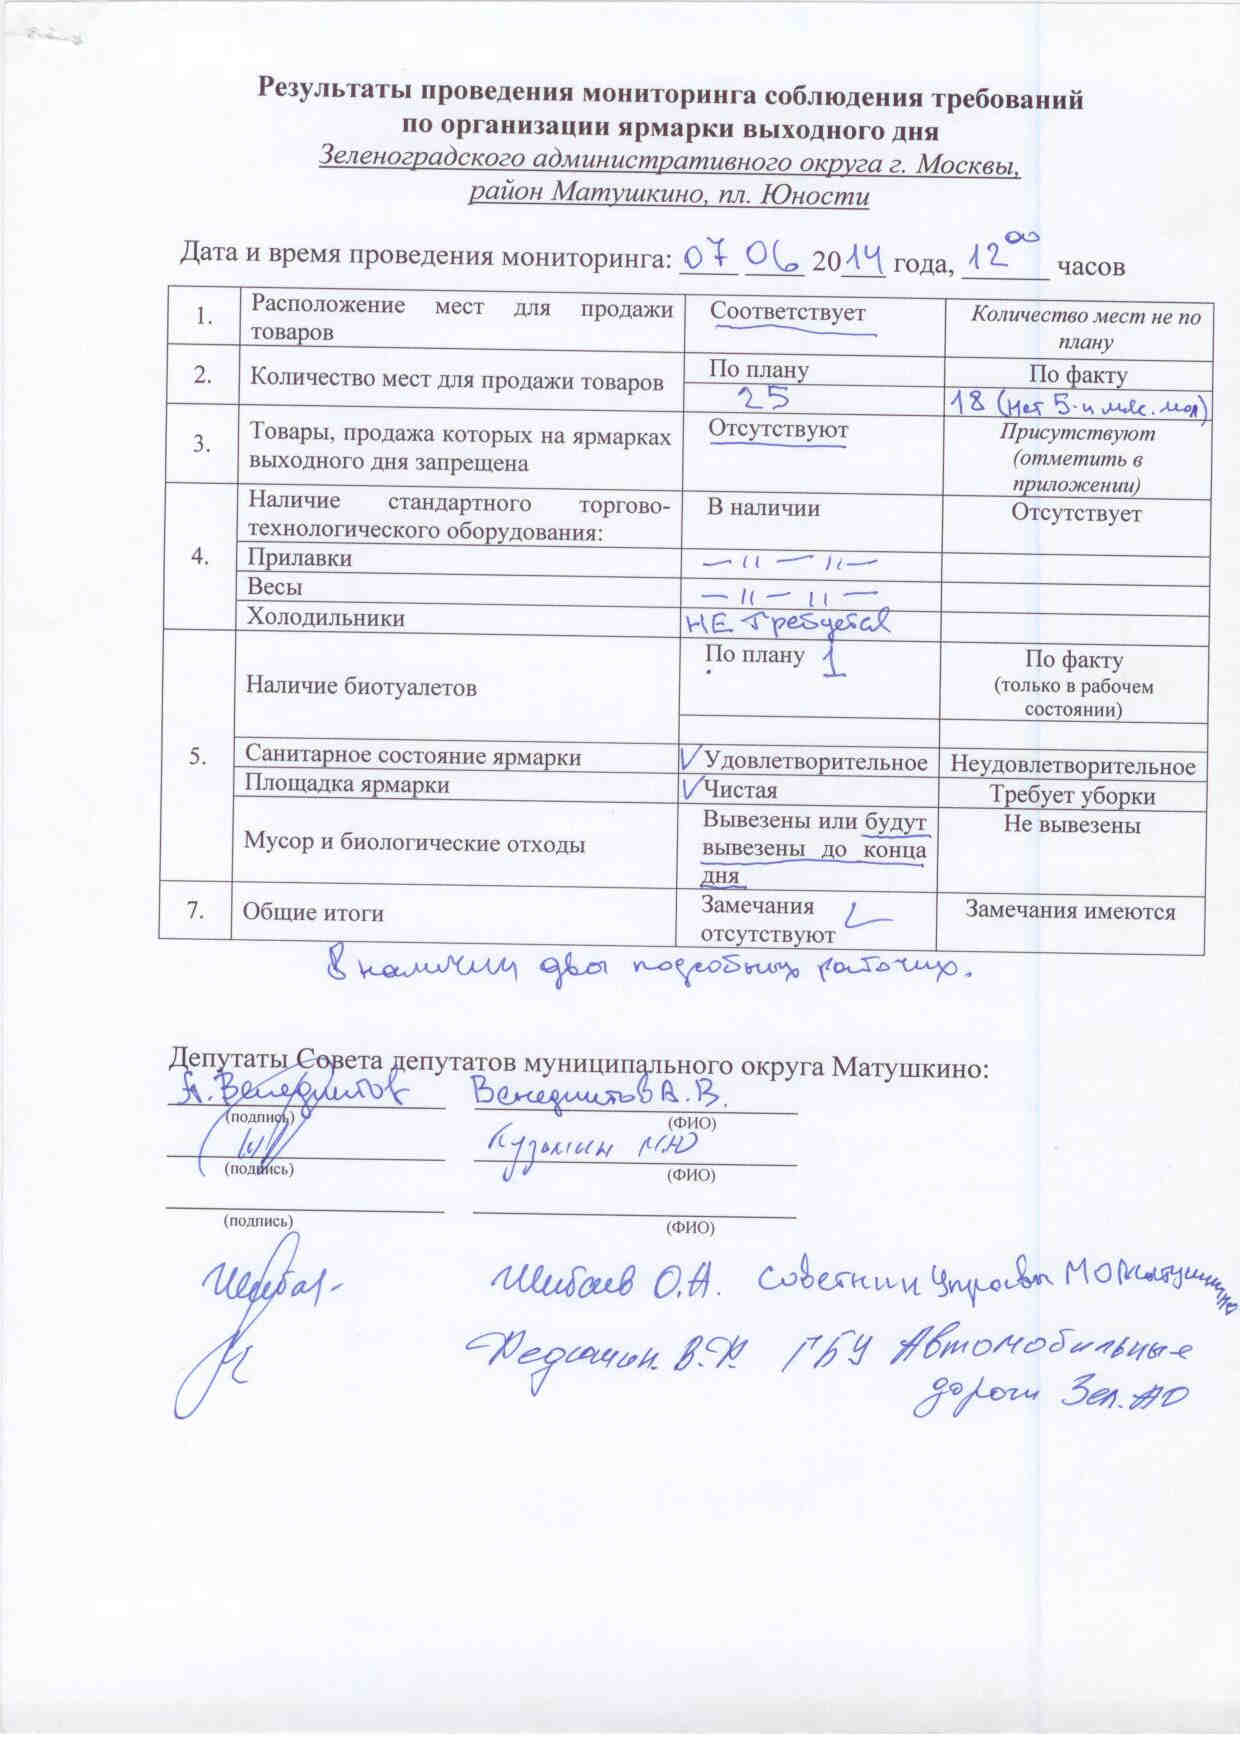 Результаты проведения мониторинга соблюдения требований
по организации ярмарки выходного дня
Зеленоградского административного округа г. Москвы,
район Матушкино, пл. Юности
Дата и время проведения мониторинга: 07 06 2014 года, 12 00 часов
1. Расположение мест для продажи товаров Соответствует Количество мест не по плану
2. Количество мест для продажи товаров По плану По факту
25 18 (нет 5-и мяс. мол)
3. Товары, продажа которых на ярмарках выходного дня запрещена Отсутствуют Присутствуют (отметить в приложении)
4. Наличие стандартного торгово-технологического оборудования: В наличии Отсутствует
Прилавки — " — " —
Весы — " — " —
Холодильники НЕ требуется
5. Наличие биотуалетов По плану 1 По факту (только в рабочем состоянии)
Санитарное состояние ярмарки Удовлетворительное Неудовлетворительное
Площадка ярмарки Чистая Требует уборки
Мусор и биологические отходы Вывезены или будут вывезены до конца дня Не вывезены
7. Общие итоги Замечания отсутствуют Замечания имеются
В наличии двы подсобных рабочих.
Депутаты Совета депутатов муниципального округа Матушкино:
А. Венедиктов Венедиктов А.В.
(подпись) (ФИО)
Кузьмин МЮ
(подпись) (ФИО)
(подпись) (ФИО)
Шибаев О.А. советник Управы МО Матушкино
В.Р. ГБУ Автомобильные
дороги Зел.АО